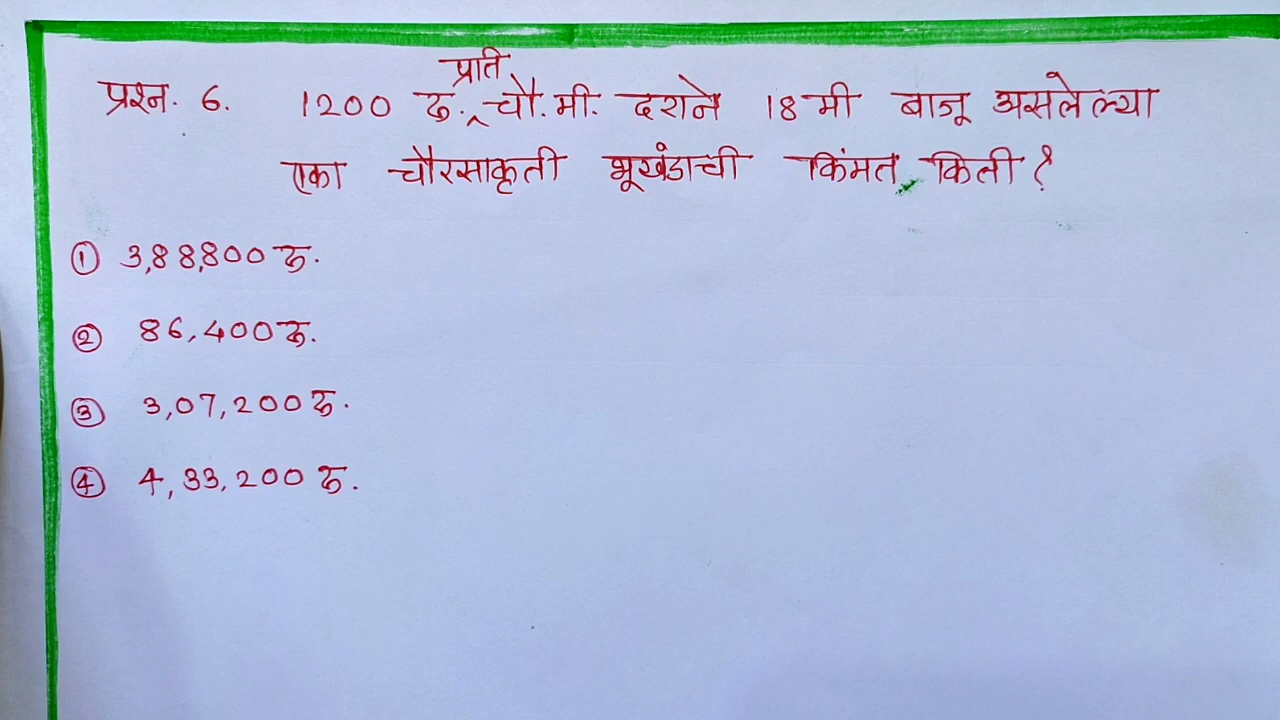 प्रश्न. 6. 1200 रु. प्रति चौ.मी. दराने 18 मी बाजू असलेल्या
एका चौरसाकृती भूखंडाची किंमत किती?
① 3,88,800 रु.
② 86,400 रु.
③ 3,07,200 रु.
④ 4,33,200 रु.